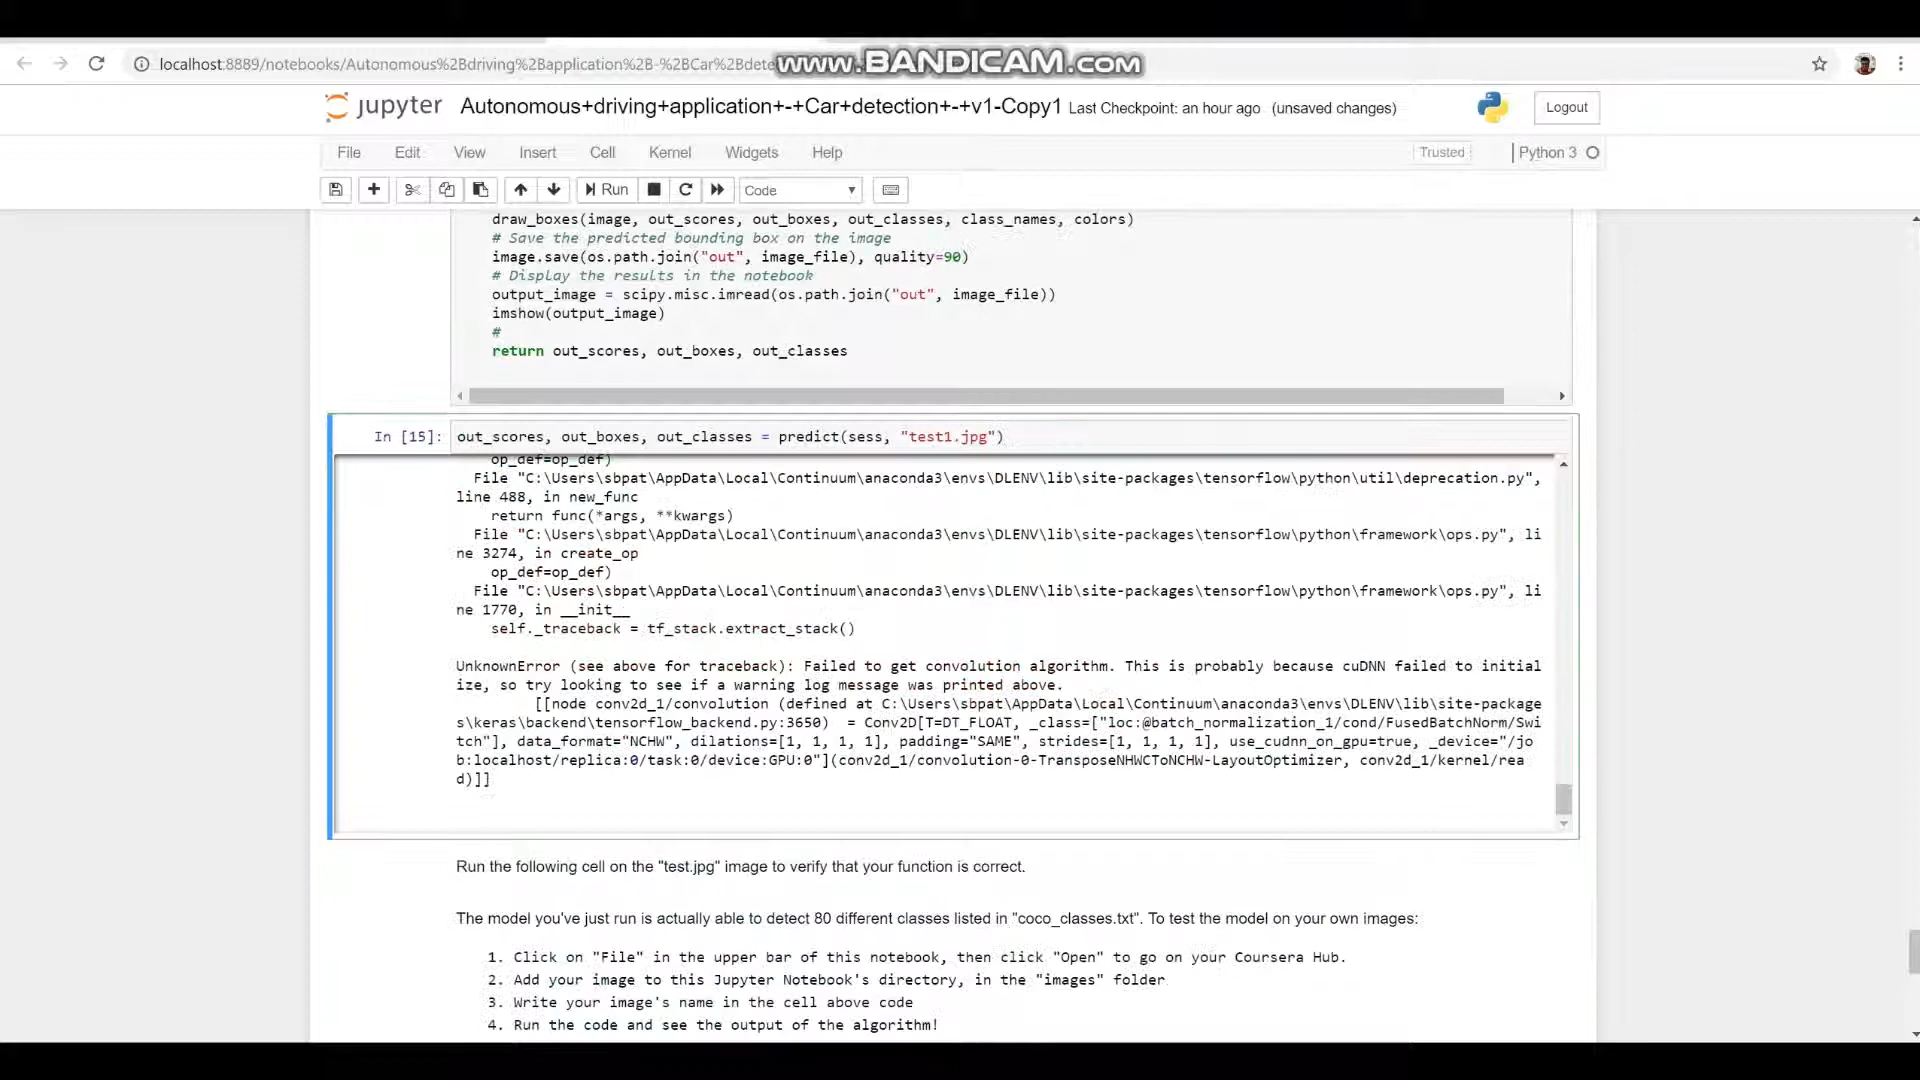 localhost:8889/notebooks/Autonomous%2Bdriving%2Bapplication%2B-%2BCar%2Bdete
www.BANDICAM.com
jupyter Autonomous+driving+application+-+Car+detection+-+v1-Copy1 Last Checkpoint: an hour ago (unsaved changes)
Logout
File Edit View Insert Cell Kernel Widgets Help
Trusted
Python 3
Run
Code
draw_boxes(image, out_scores, out_boxes, out_classes, class_names, colors)
# Save the predicted bounding box on the image
image.save(os.path.join("out", image_file), quality=90)
# Display the results in the notebook
output_image = scipy.misc.imread(os.path.join("out", image_file))
imshow(output_image)
#
return out_scores, out_boxes, out_classes
In [15]: out_scores, out_boxes, out_classes = predict(sess, "test1.jpg")
op_def=op_def)
File "C:\Users\sbpat\AppData\Local\Continuum\anaconda3\envs\DLENV\lib\site-packages\tensorflow\python\util\deprecation.py",
line 488, in new_func
return func(*args, **kwargs)
File "C:\Users\sbpat\AppData\Local\Continuum\anaconda3\envs\DLENV\lib\site-packages\tensorflow\python\framework\ops.py", li
ne 3274, in create_op
op_def=op_def)
File "C:\Users\sbpat\AppData\Local\Continuum\anaconda3\envs\DLENV\lib\site-packages\tensorflow\python\framework\ops.py", li
ne 1770, in __init__
self._traceback = tf_stack.extract_stack()
UnknownError (see above for traceback): Failed to get convolution algorithm. This is probably because cuDNN failed to initial
ize, so try looking to see if a warning log message was printed above.
[[node conv2d_1/convolution (defined at C:\Users\sbpat\AppData\Local\Continuum\anaconda3\envs\DLENV\lib\site-package
s\keras\backend\tensorflow_backend.py:3650) = Conv2D[T=DT_FLOAT, _class=["loc:@batch_normalization_1/cond/FusedBatchNorm/Swi
tch"], data_format="NCHW", dilations=[1, 1, 1, 1], padding="SAME", strides=[1, 1, 1, 1], use_cudnn_on_gpu=true, _device="/jo
b:localhost/replica:0/task:0/device:GPU:0"](conv2d_1/convolution-0-TransposeNHWCToNCHW-LayoutOptimizer, conv2d_1/kernel/rea
d)]]
Run the following cell on the "test.jpg" image to verify that your function is correct.
The model you've just run is actually able to detect 80 different classes listed in "coco_classes.txt". To test the model on your own images:
1. Click on "File" in the upper bar of this notebook, then click "Open" to go on your Coursera Hub.
2. Add your image to this Jupyter Notebook's directory, in the "images" folder
3. Write your image's name in the cell above code
4. Run the code and see the output of the algorithm!